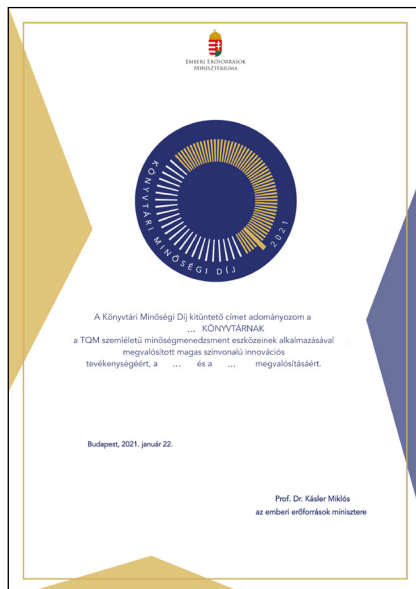 EMBERI ERŐFORRÁSOK
MINISZTÉRIUMA
KÖNYVTÁRI MINŐSÉGI DÍJ 2021
A Könyvtári Minőségi Díj kitüntető címet adományozom a
... KÖNYVTÁRNAK
a TQM szemléletű minőségmenedzsment eszközeinek alkalmazásával
megvalósított magas színvonalú innovációs
tevékenységéért, a ... és a ... megvalósításáért.
Budapest, 2021. január 22.
Prof. Dr. Kásler Miklós
az emberi erőforrások minisztere